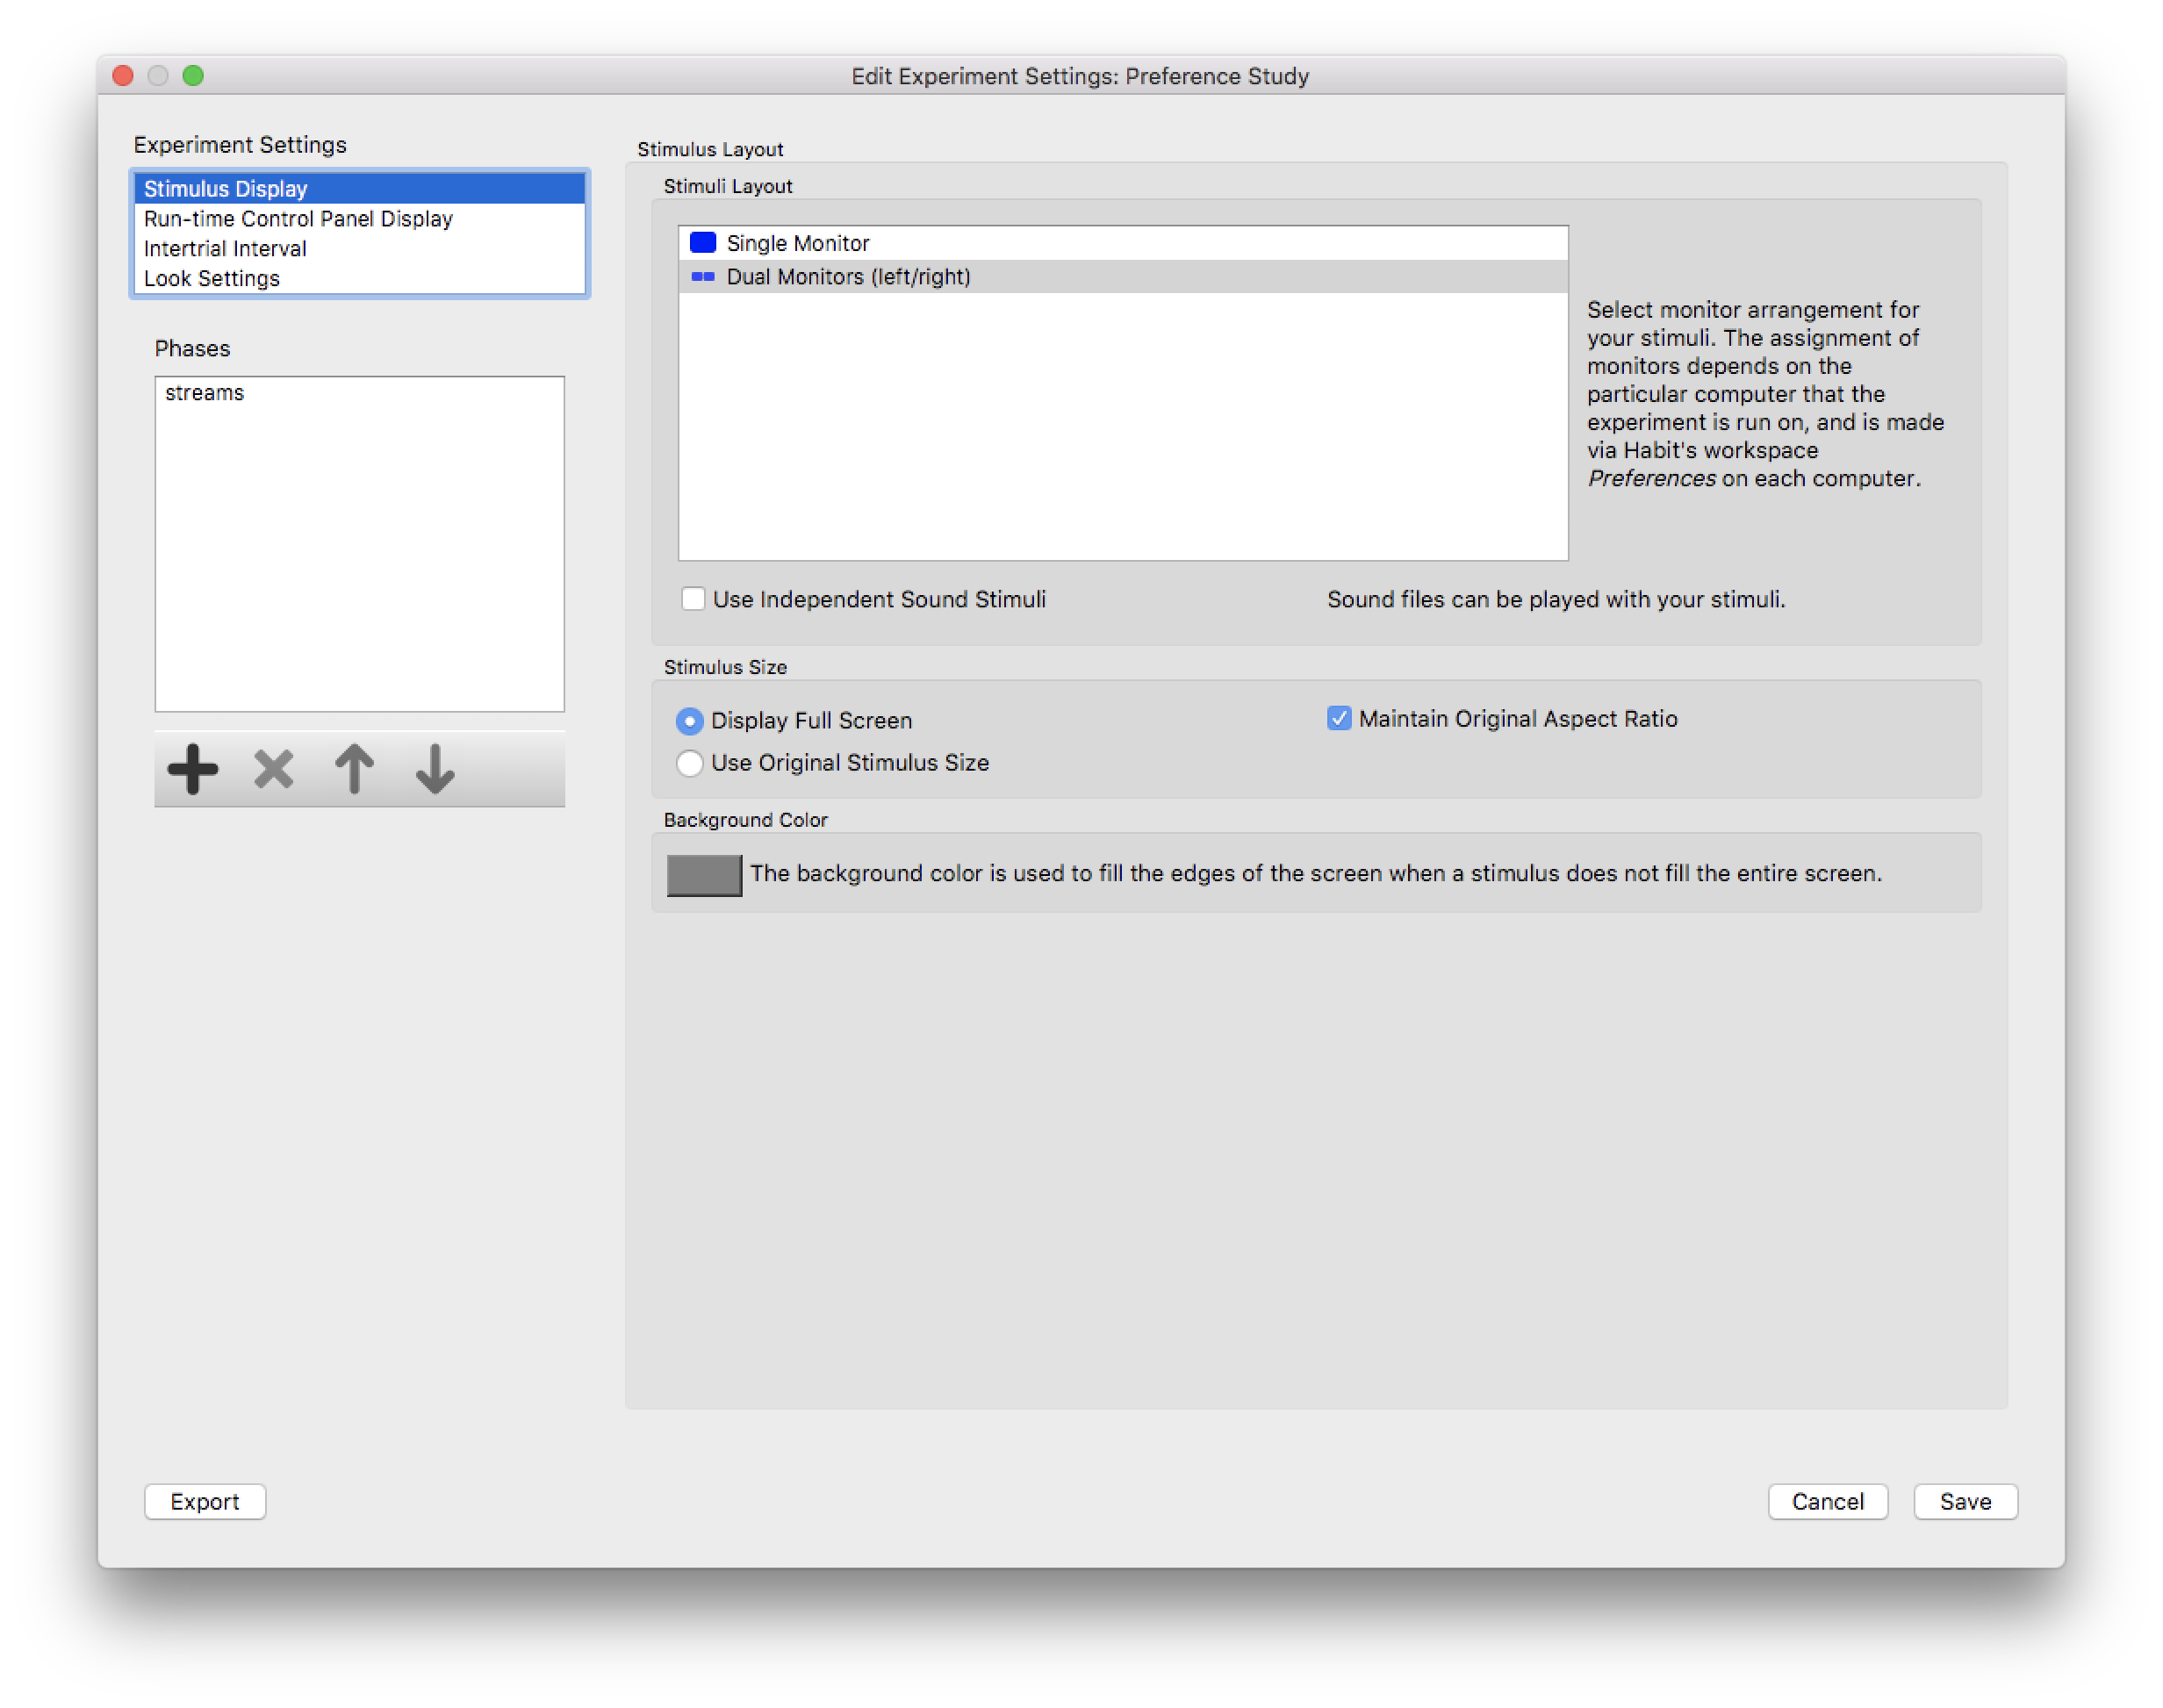 Edit Experiment Settings: Preference Study
Experiment Settings
Stimulus Display
Run-time Control Panel Display
Intertrial Interval
Look Settings
Phases
streams
Stimulus Layout
Stimuli Layout
Single Monitor
Dual Monitors (left/right)
Select monitor arrangement for
your stimuli. The assignment of
monitors depends on the
particular computer that the
experiment is run on, and is made
via Habit's workspace
Preferences on each computer.
Use Independent Sound Stimuli
Sound files can be played with your stimuli.
Stimulus Size
Display Full Screen
Maintain Original Aspect Ratio
Use Original Stimulus Size
Background Color
The background color is used to fill the edges of the screen when a stimulus does not fill the entire screen.
Export
Cancel
Save